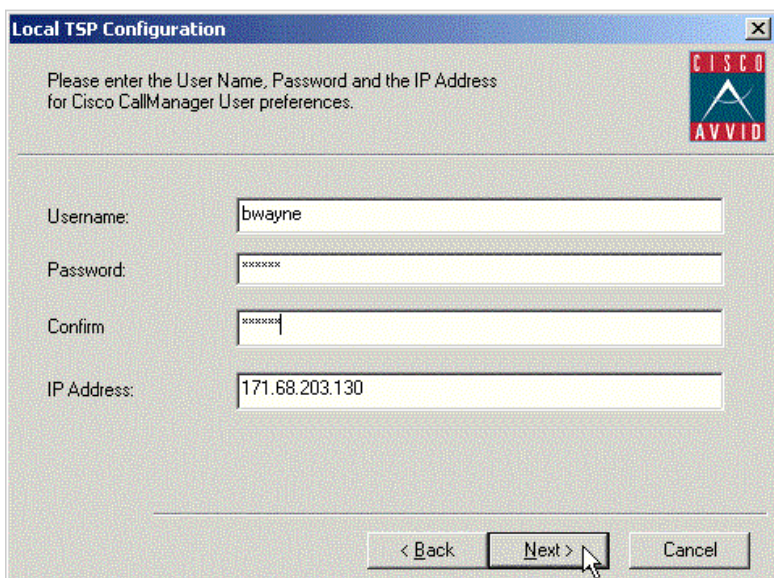 Local TSP Configuration
Please enter the User Name, Password and the IP Address
for Cisco CallManager User preferences.
CISCO
AVVID
Username:
bwayne
Password:
******
Confirm
******
IP Address:
171.68.203.130
< Back
Next >
Cancel